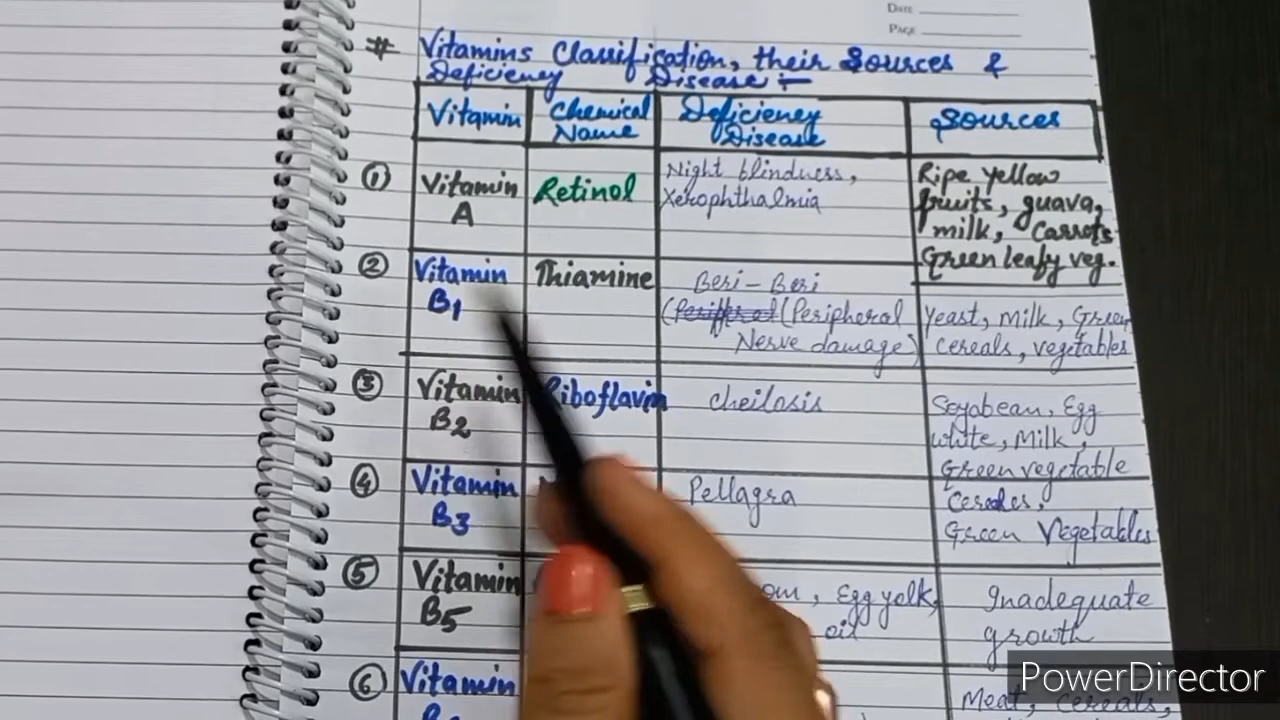 DATE
PAGE
# Vitamins Classification, their Sources &
Deficiency Disease :-
Vitamin Chemical Name Deficiency Disease Sources
① Vitamin A Retinol Night blindness, Xerophthalmia Ripe yellow fruits, guava, milk, Carrots Green leafy veg.
② Vitamin B1 Thiamine Beri - Beri (Peripheral Nerve damage) Yeast, Milk, Green cereals, vegetables
③ Vitamin B2 Riboflavin cheilosis Soyabean, Egg white, Milk, Green vegetable
④ Vitamin B3 Pellagra Cereales, Green Vegetables
⑤ Vitamin B5 Egg yolk, oil Inadequate growth
⑥ Vitamin Meat, Cereals,
PowerDirector